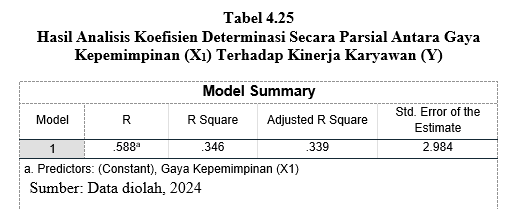 Tabel 4.25
Hasil Analisis Koefisien Determinasi Secara Parsial Antara Gaya
Kepemimpinan (X1) Terhadap Kinerja Karyawan (Y)
Model Summary
Model R R Square Adjusted R Square Std. Error of the Estimate
1 .588a .346 .339 2.984
a. Predictors: (Constant), Gaya Kepemimpinan (X1)
Sumber: Data diolah, 2024